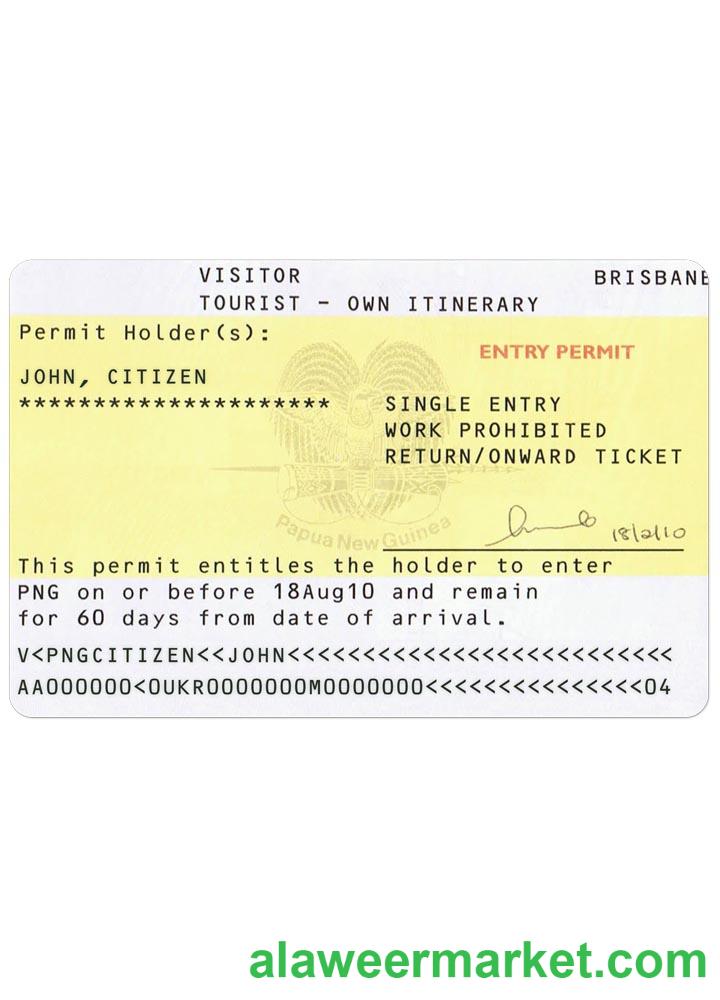 VISITOR BRISBANE
TOURIST - OWN ITINERARY
Permit Holder(s):
ENTRY PERMIT
JOHN, CITIZEN
********************* SINGLE ENTRY
WORK PROHIBITED
RETURN/ONWARD TICKET
Papua New Guinea
18/2/10
This permit entitles the holder to enter
PNG on or before 18Aug10 and remain
for 60 days from date of arrival.
V<PNGCITIZEN<<JOHN<<<<<<<<<<<<<<<<<<<<<<<<<<
AA000000<0UKR0000000M0000000<<<<<<<<<<<<<<04
alaweermarket.com